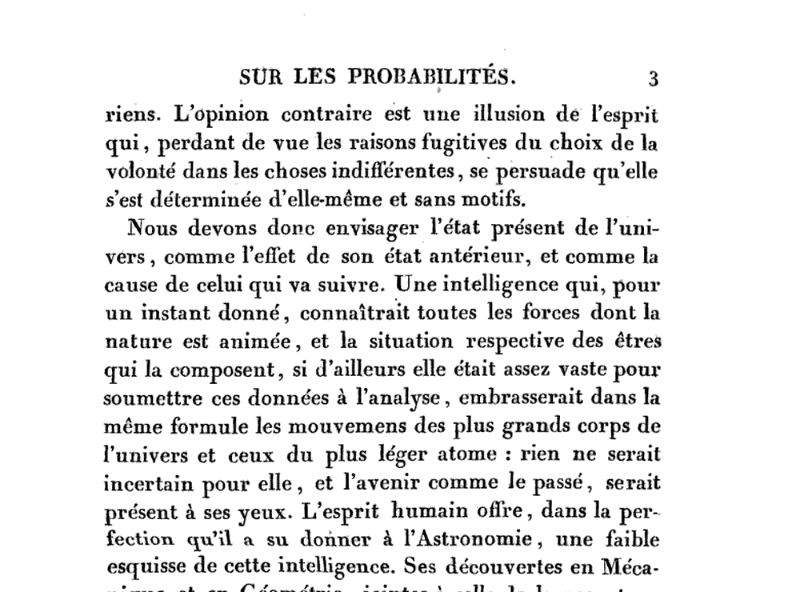 SUR LES PROBABILITÉS. 3
riens. L'opinion contraire est une illusion de l'esprit
qui, perdant de vue les raisons fugitives du choix de la
volonté dans les choses indifférentes, se persuade qu'elle
s'est déterminée d'elle-même et sans motifs.
Nous devons donc envisager l'état présent de l'uni-
vers, comme l'effet de son état antérieur, et comme la
cause de celui qui va suivre. Une intelligence qui, pour
un instant donné, connaîtrait toutes les forces dont la
nature est animée, et la situation respective des êtres
qui la composent, si d'ailleurs elle était assez vaste pour
soumettre ces données à l'analyse, embrasserait dans la
même formule les mouvemens des plus grands corps de
l'univers et ceux du plus léger atome : rien ne serait
incertain pour elle, et l'avenir comme le passé, serait
présent à ses yeux. L'esprit humain offre, dans la per-
fection qu'il a su donner à l'Astronomie, une faible
esquisse de cette intelligence. Ses découvertes en Méca-